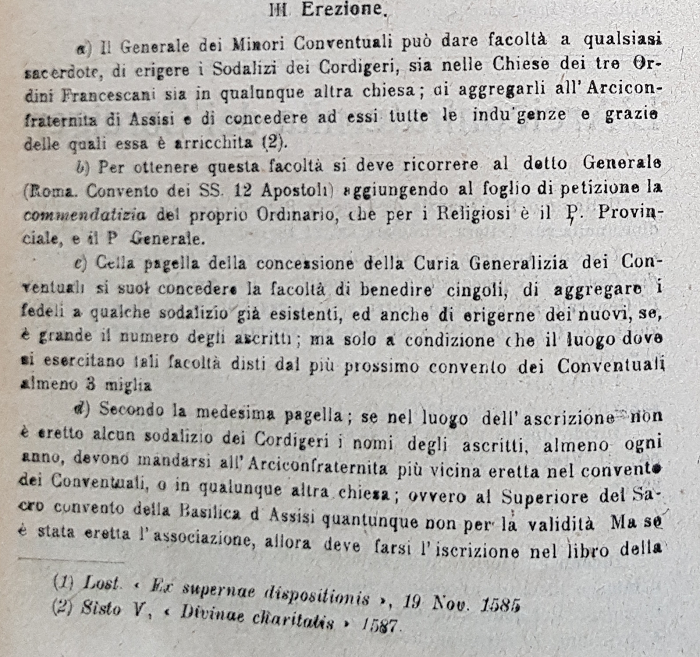 III Erezione.
a) Il Generale dei Minori Conventuali può dare facoltà a qualsiasi
sacerdote, di erigere i Sodalizi dei Cordigeri, sia nelle Chiese dei tre Or-
dini Francescani sia in qualunque altra chiesa; di aggregarli all'Arcicon-
fraternita di Assisi e di concedere ad essi tutte le indu'genze e grazie
delle quali essa è arricchita (2).
b) Per ottenere questa facoltà si deve ricorrere al detto Generale
(Roma. Convento dei SS. 12 Apostoli) aggiungendo al foglio di petizione la
commendatizia del proprio Ordinario, che per i Religiosi è il P. Provin-
ciale, e il P Generale.
c) Colla pagella della concessione della Curia Generalizia dei Con-
ventuali si suol concedere la facoltà di benedire cingoli, di aggregare i
fedeli a qualche sodalizio già esistenti, ed anche di erigerne dei nuovi, se,
è grande il numero degli ascritti; ma solo a condizione che il luogo dove
si esercitano tali facoltà disti dal più prossimo convento dei Conventuali
almeno 3 miglia
d) Secondo la medesima pagella; se nel luogo dell'ascrizione non
è eretto alcun sodalizio dei Cordigeri i nomi degli ascritti, almeno ogni
anno, devono mandarsi all'Arciconfraternita più vicina eretta nel convento
dei Conventuali, o in qualunque altra chiesa; ovvero al Superiore del Sa-
cro convento della Basilica d Assisi quantunque non per la validità Ma se
è stata eretta l'associazione, allora deve farsi l'iscrizione nel libro della
(1) Lost. « Ex supernae dispositionis », 19 Nov. 1585
(2) Sisto V, « Divinae charitatis » 1587.